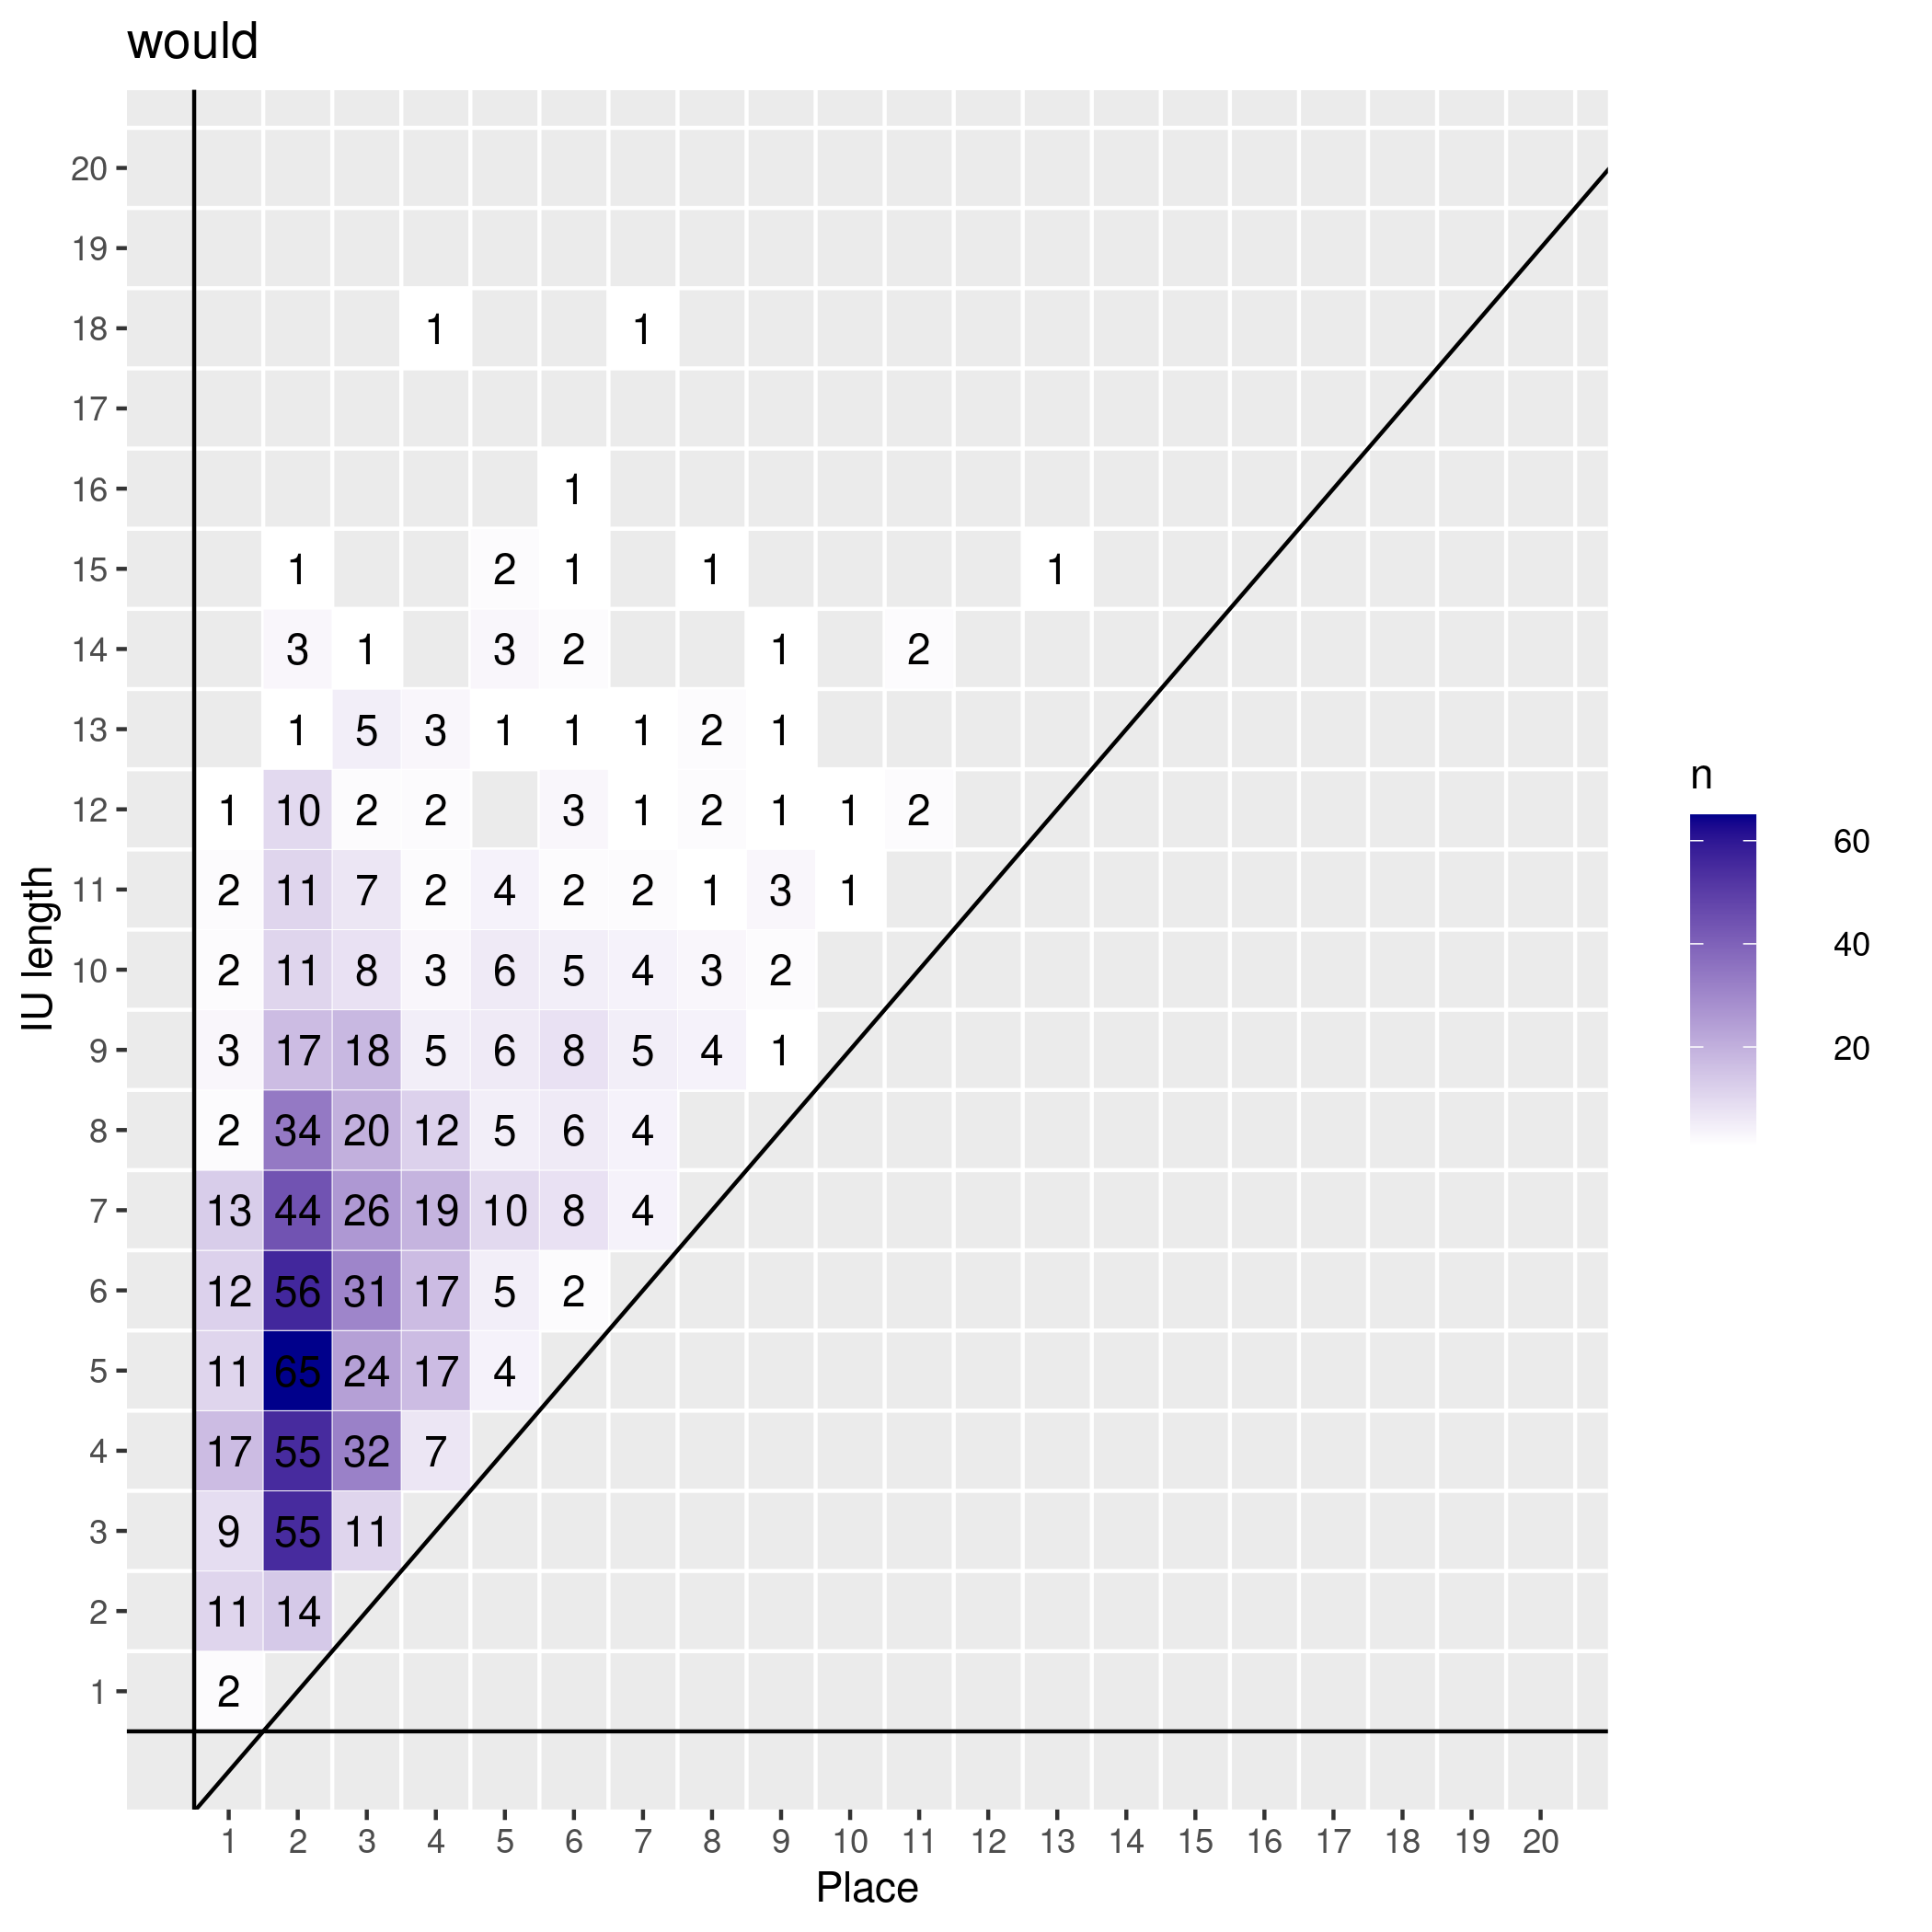 would
20
19
18 1 1
17
16 1
15 1 2 1 1 1
14 3 1 3 2 1 2
13 1 5 3 1 1 1 2 1
12 1 10 2 2 3 1 2 1 1 2
11 2 11 7 2 4 2 2 1 3 1
10 2 11 8 3 6 5 4 3 2
9 3 17 18 5 6 8 5 4 1
8 2 34 20 12 5 6 4
7 13 44 26 19 10 8 4
6 12 56 31 17 5 2
5 11 65 24 17 4
4 17 55 32 7
3 9 55 11
2 11 14
1 2
1 2 3 4 5 6 7 8 9 10 11 12 13 14 15 16 17 18 19 20
Place
IU length
n
60
40
20